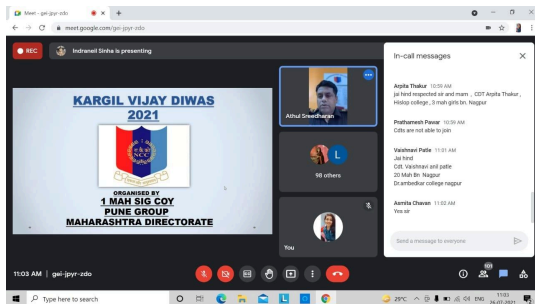 Meet - gei-jpyr-zdo
meet.google.com/gei-jpyr-zdo
REC
Indraneil Sinha is presenting
KARGIL VIJAY DIWAS
2021
NCC
ORGANISED BY
1 MAH SIG COY
PUNE GROUP
MAHARASHTRA DIRECTORATE
Athul Sreedharan
L
98 others
You
In-call messages
Arpita Thakur 10:59 AM
jai hind respected sir and mam , CDT Arpita Thakur ,
Hislop college , 3 mah girls bn. Nagpur
Prathamesh Pawar 10:59 AM
Cdts are not able to join
Vaishnavi Patle 11:01 AM
Jai hind
Cdt. Vaishnavi anil patle
20 Mah Bn Nagpur
Dr.ambedkar college nagpur
Asmita Chavan 11:02 AM
Yes sir
Send a message to everyone
11:03 AM | gei-jpyr-zdo
101
Type here to search
29°C
ENG
11:03
26-07-2021